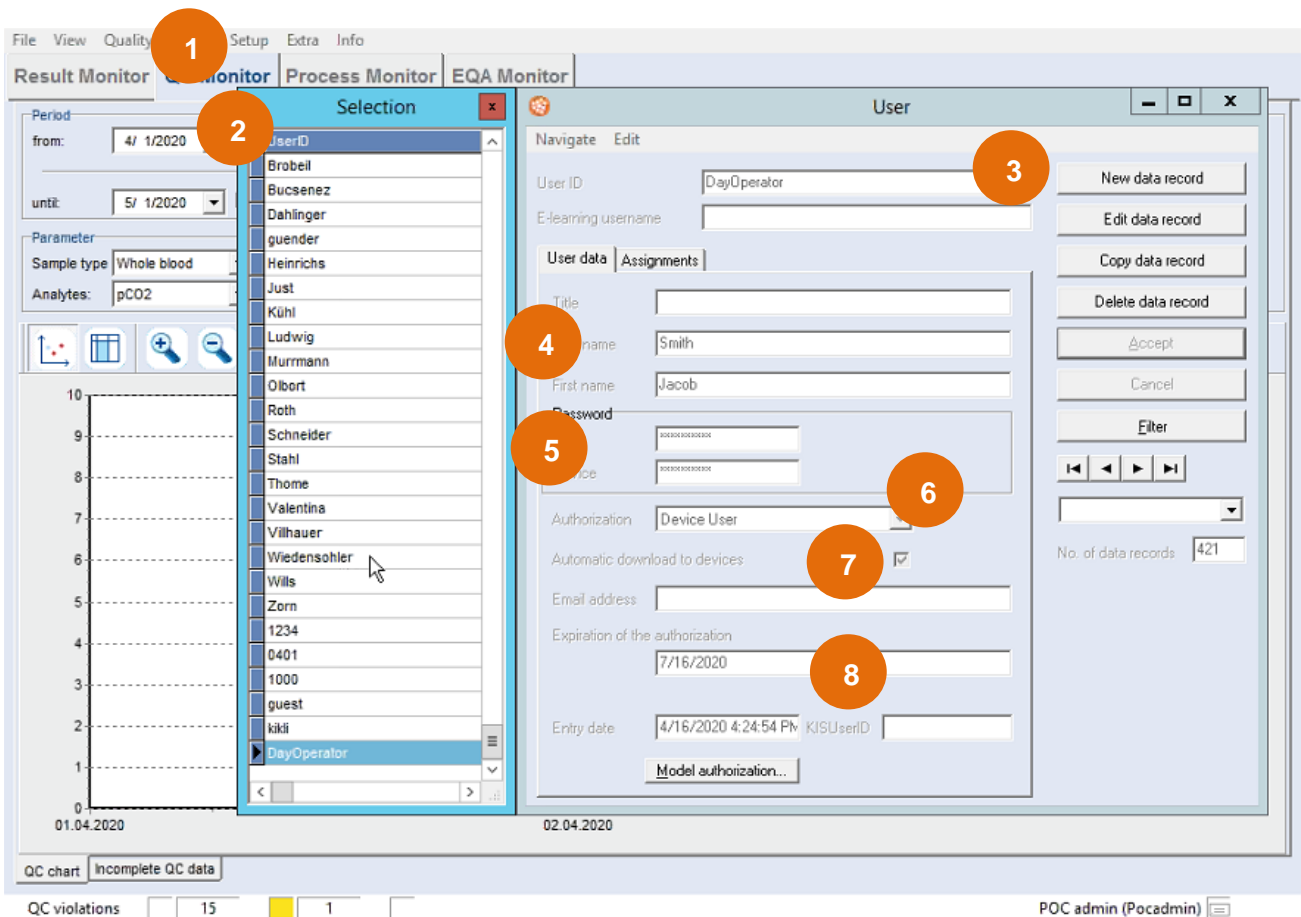 File View Quality Setup Extra Info
1
Result Monitor Monitor Process Monitor EQA Monitor
Period
from: 4/ 1/2020
until: 5/ 1/2020
Parameter
Sample type Whole blood
Analytes: pCO2
10
9
8
7
6
5
4
3
2
1
0
01.04.2020
02.04.2020
Selection
x
2
UserID
Brobeil
Bucsenez
Dahlinger
guender
Heinrichs
Just
Kühl
Ludwig
Murrmann
Olbort
Roth
Schneider
Stahl
Thome
Valentina
Villhauer
Wiedensohler
Wills
Zorn
1234
0401
1000
guest
kikli
DayOperator
User
X
Navigate Edit
User ID DayOperator
3
E-learning username
User data Assignments
Title
4
name Smith
First name Jacob
Password
************
5
************
6
Authorization Device User
7
Automatic download to devices
Email address
Expiration of the authorization
7/16/2020
8
Entry date 4/16/2020 4:24:54 PM KISUserID
Model authorization...
New data record
Edit data record
Copy data record
Delete data record
Accept
Cancel
Filter
No. of data records 421
QC chart Incomplete QC data
QC violations 15 1
POC admin (Pocadmin)